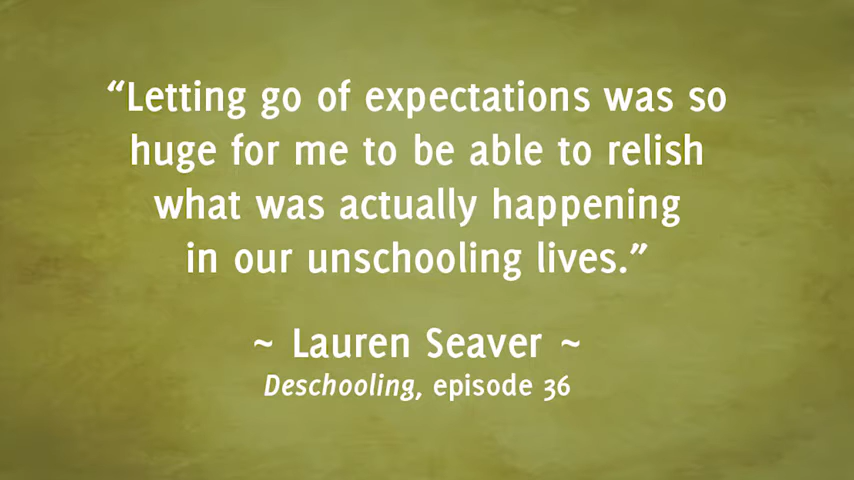 “Letting go of expectations was so
huge for me to be able to relish
what was actually happening
in our unschooling lives.”
~ Lauren Seaver ~
Deschooling, episode 36